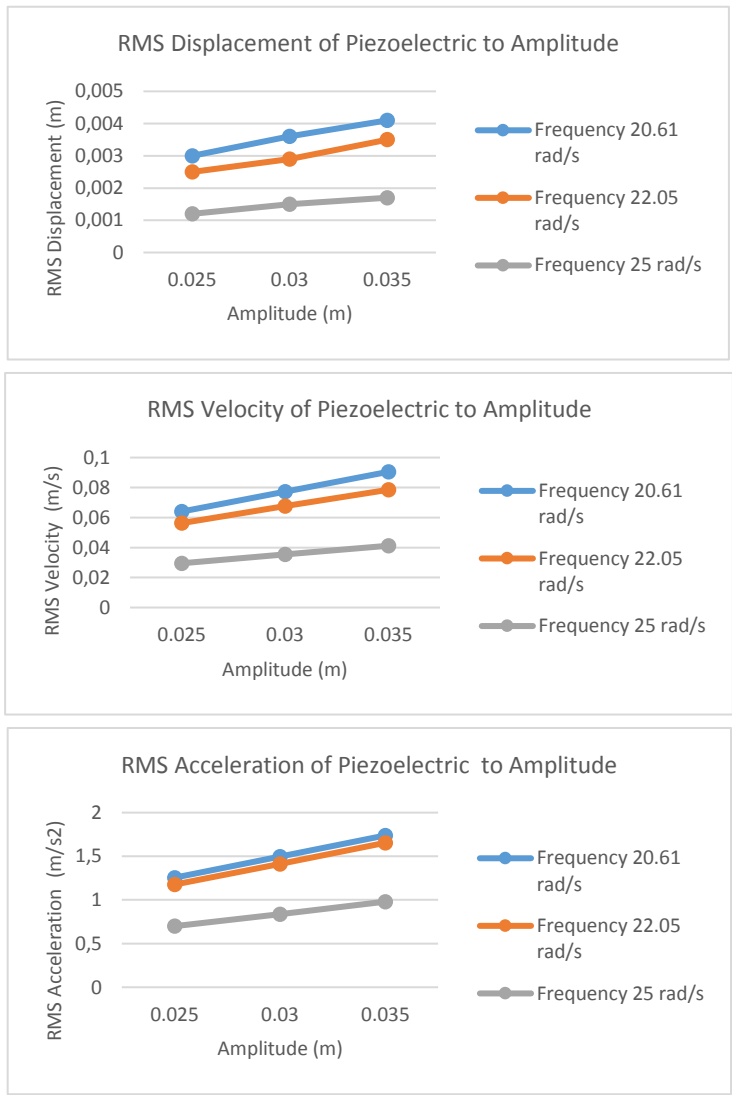 RMS Displacement of Piezoelectric to Amplitude
RMS Displacement (m)
0,005
0,004
0,003
0,002
0,001
0
0.025 0.03 0.035
Amplitude (m)
Frequency 20.61
rad/s
Frequency 22.05
rad/s
Frequency 25 rad/s
RMS Velocity of Piezoelectric to Amplitude
RMS Velocity (m/s)
0,1
0,08
0,06
0,04
0,02
0
0.025 0.03 0.035
Amplitude (m)
Frequency 20.61
rad/s
Frequency 22.05
rad/s
Frequency 25 rad/s
RMS Acceleration of Piezoelectric to Amplitude
RMS Acceleration (m/s2)
2
1,5
1
0,5
0
0.025 0.03 0.035
Amplitude (m)
Frequency 20.61
rad/s
Frequency 22.05
rad/s
Frequency 25 rad/s